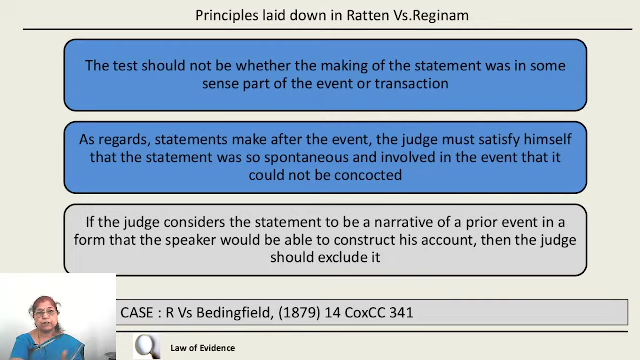 Principles laid down in Ratten Vs.Reginam
The test should not be whether the making of the statement was in some
sense part of the event or transaction
As regards, statements make after the event, the judge must satisfy himself
that the statement was so spontaneous and involved in the event that it
could not be concocted
If the judge considers the statement to be a narrative of a prior event in a
form that the speaker would be able to construct his account, then the judge
should exclude it
CASE : R Vs Bedingfield, (1879) 14 CoxCC 341
Law of Evidence